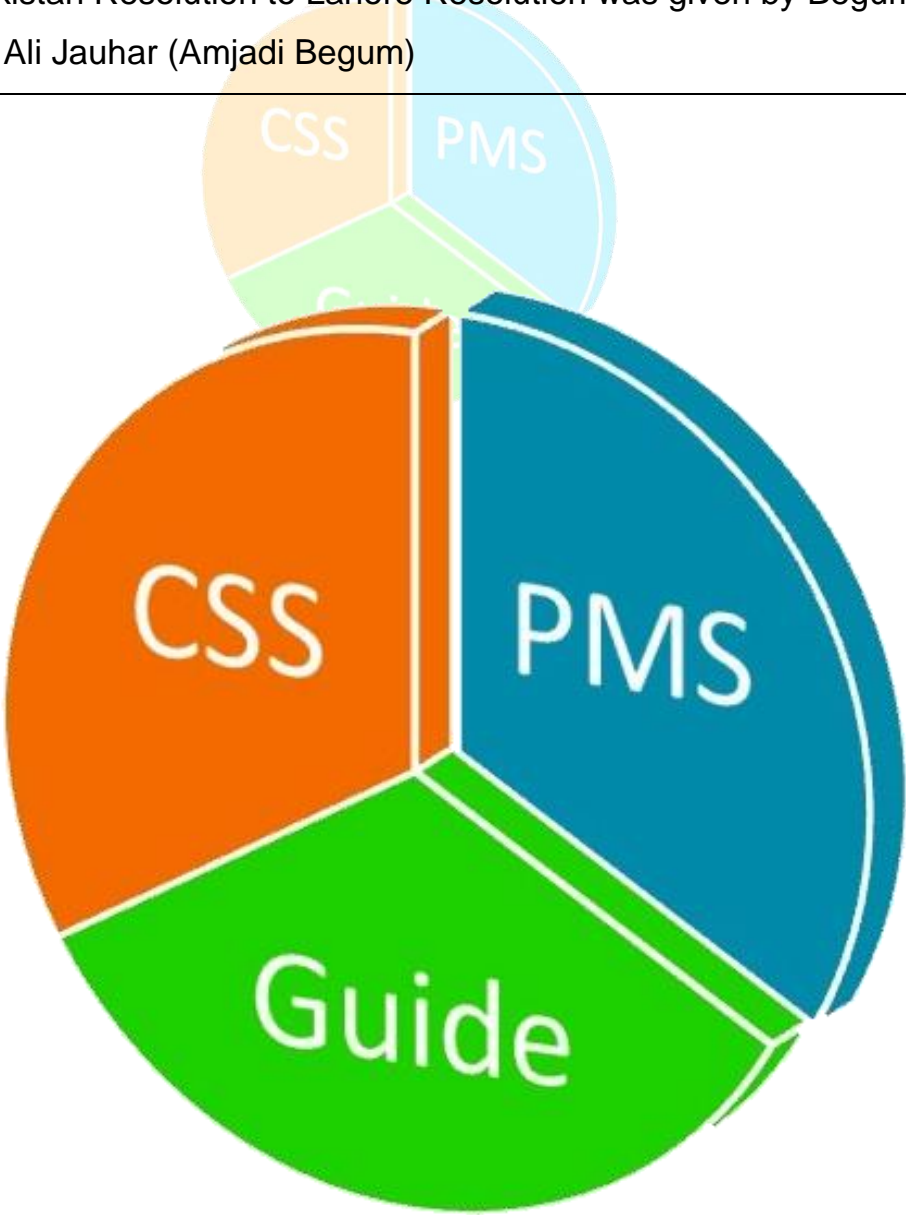 kistan Resolution to Lahore Resolution was given by Begum
Ali Jauhar (Amjadi Begum)
CSS PMS
CSS PMS
Guide